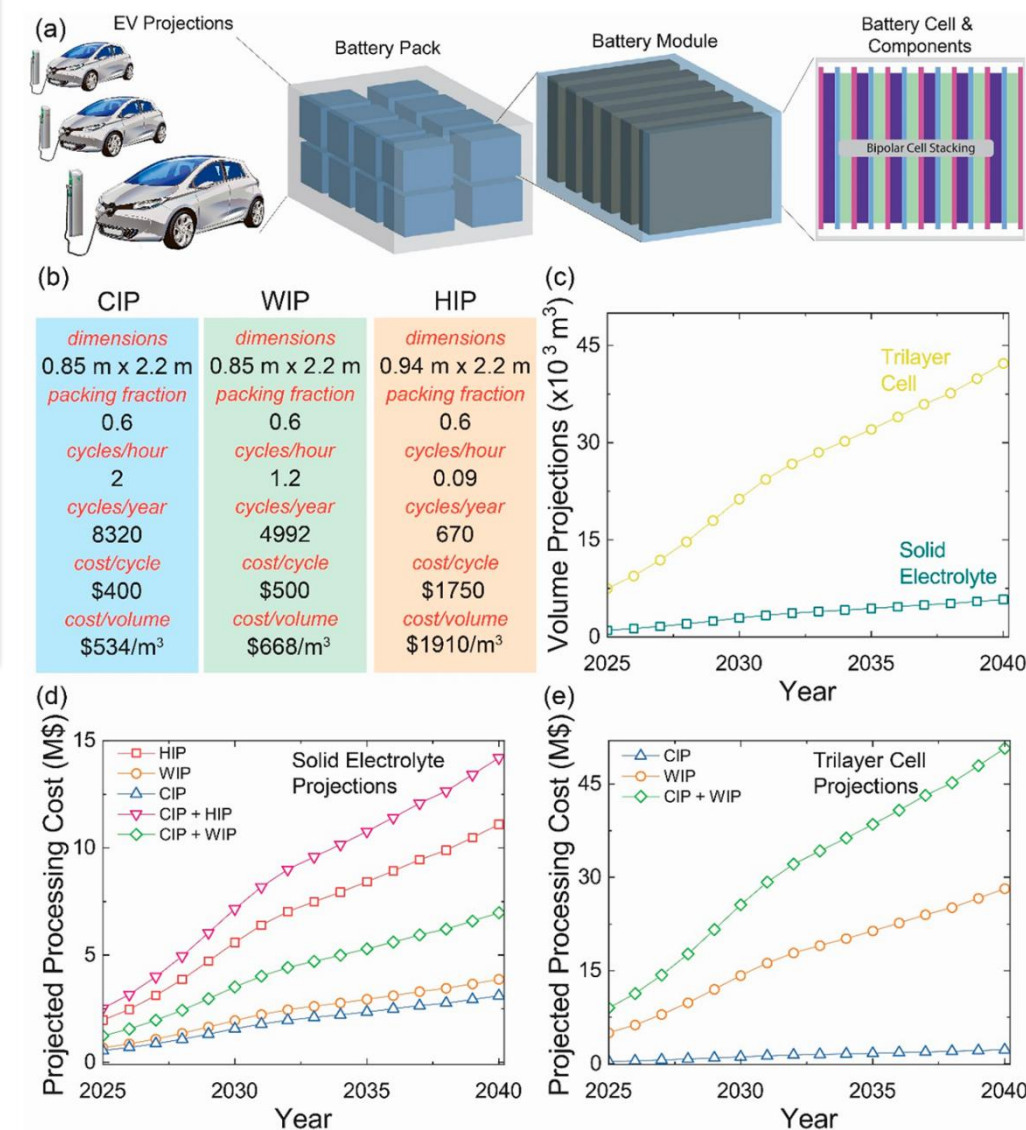 (a)
EV Projections
Battery Pack
Battery Module
Battery Cell &
Components
Bipolar Cell Stacking
(b)
CIP
dimensions
0.85 m x 2.2 m
packing fraction
0.6
cycles/hour
2
cycles/year
8320
cost/cycle
$400
cost/volume
$534/m³
WIP
dimensions
0.85 m x 2.2 m
packing fraction
0.6
cycles/hour
1.2
cycles/year
4992
cost/cycle
$500
cost/volume
$668/m³
HIP
dimensions
0.94 m x 2.2 m
packing fraction
0.6
cycles/hour
0.09
cycles/year
670
cost/cycle
$1750
cost/volume
$1910/m³
(c)
Volume Projections (x10³ m³)
45
30
15
0
Trilayer
Cell
Solid
Electrolyte
2025
2030
2035
2040
Year
(d)
Projected Processing Cost (M$)
15
10
5
0
HIP
WIP
CIP
CIP + HIP
CIP + WIP
Solid Electrolyte
Projections
2025
2030
2035
2040
Year
(e)
Projected Processing Cost (M$)
45
30
15
0
CIP
WIP
CIP + WIP
Trilayer Cell
Projections
2025
2030
2035
2040
Year